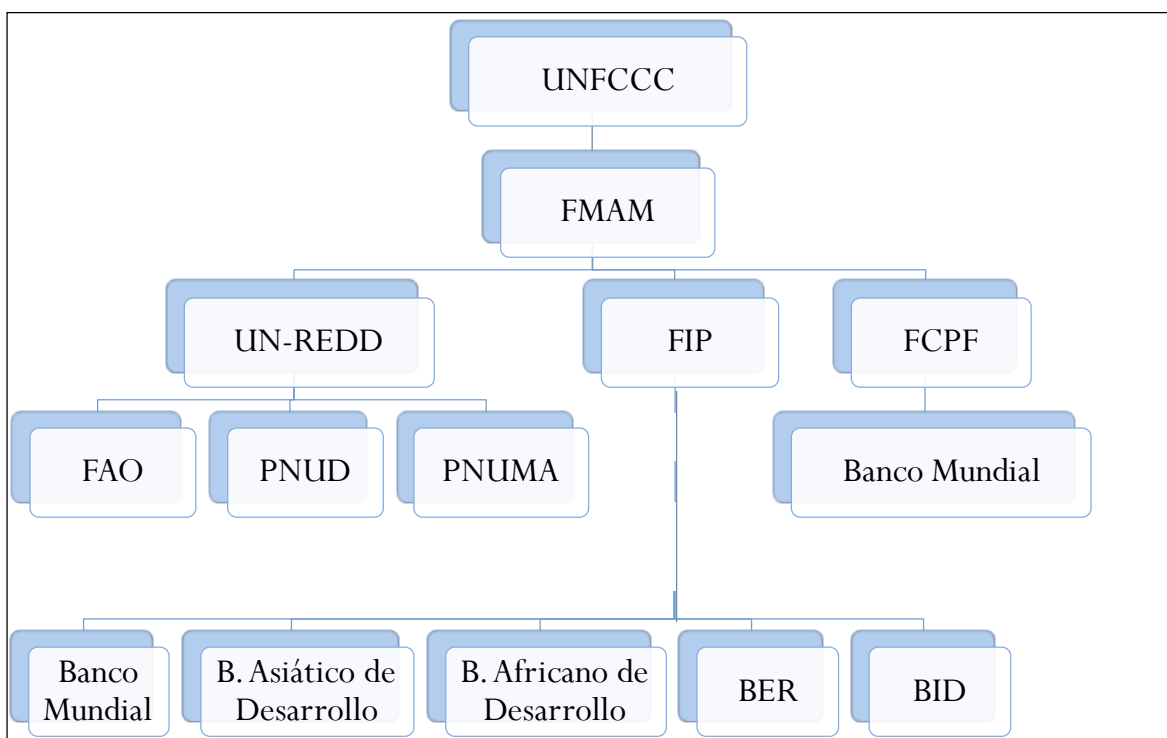 UNFCCC
FMAM
UN-REDD
FIP
FCPF
FAO
PNUD
PNUMA
Banco Mundial
Banco
Mundial
B. Asiático de
Desarrollo
B. Africano de
Desarrollo
BER
BID